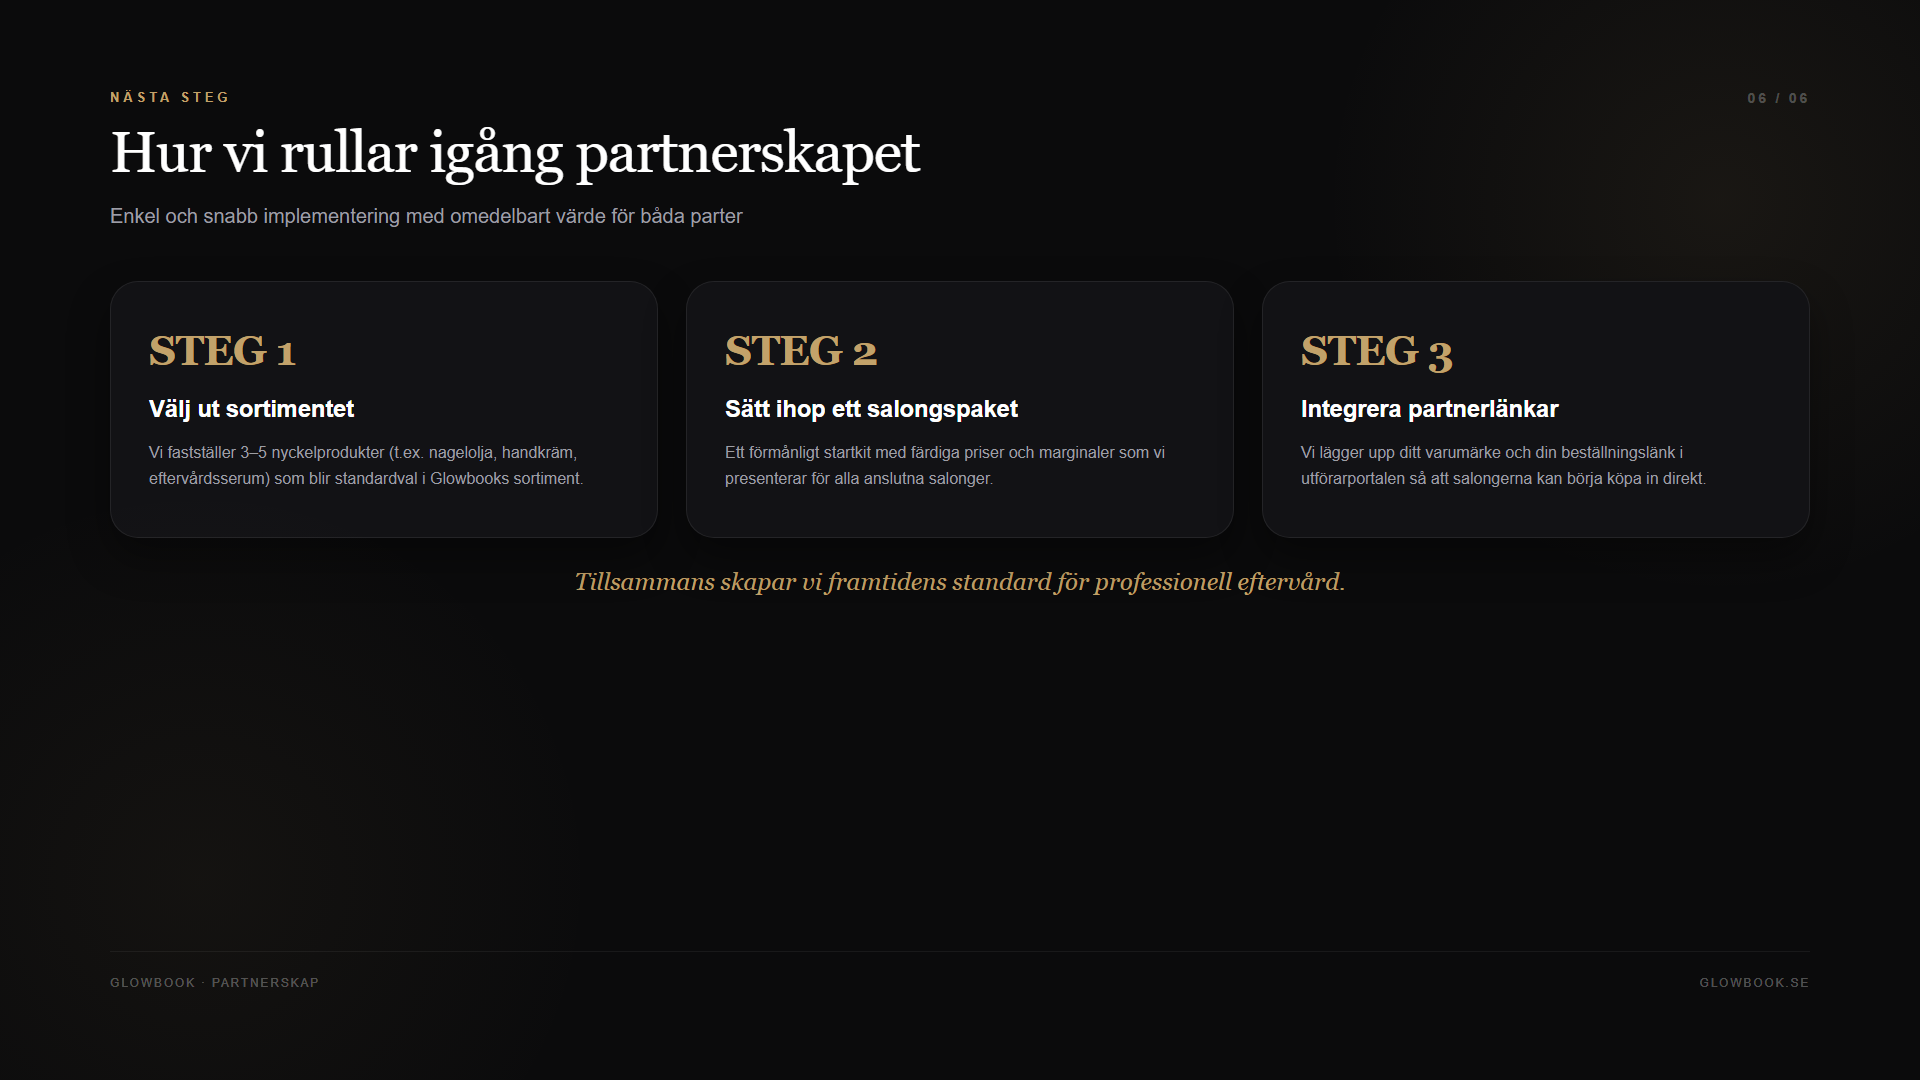 NÄSTA STEG
06 / 06
Hur vi rullar igång partnerskapet
Enkel och snabb implementering med omedelbart värde för båda parter
STEG 1
Välj ut sortimentet
Vi fastställer 3–5 nyckelprodukter (t.ex. nagelolja, handkräm,
eftervårdsserum) som blir standardval i Glowbooks sortiment.
STEG 2
Sätt ihop ett salongspaket
Ett förmånligt startkit med färdiga priser och marginaler som vi
presenterar för alla anslutna salonger.
STEG 3
Integrera partnerlänkar
Vi lägger upp ditt varumärke och din beställningslänk i
utförarportalen så att salongerna kan börja köpa in direkt.
Tillsammans skapar vi framtidens standard för professionell eftervård.
GLOWBOOK · PARTNERSKAP
GLOWBOOK.SE